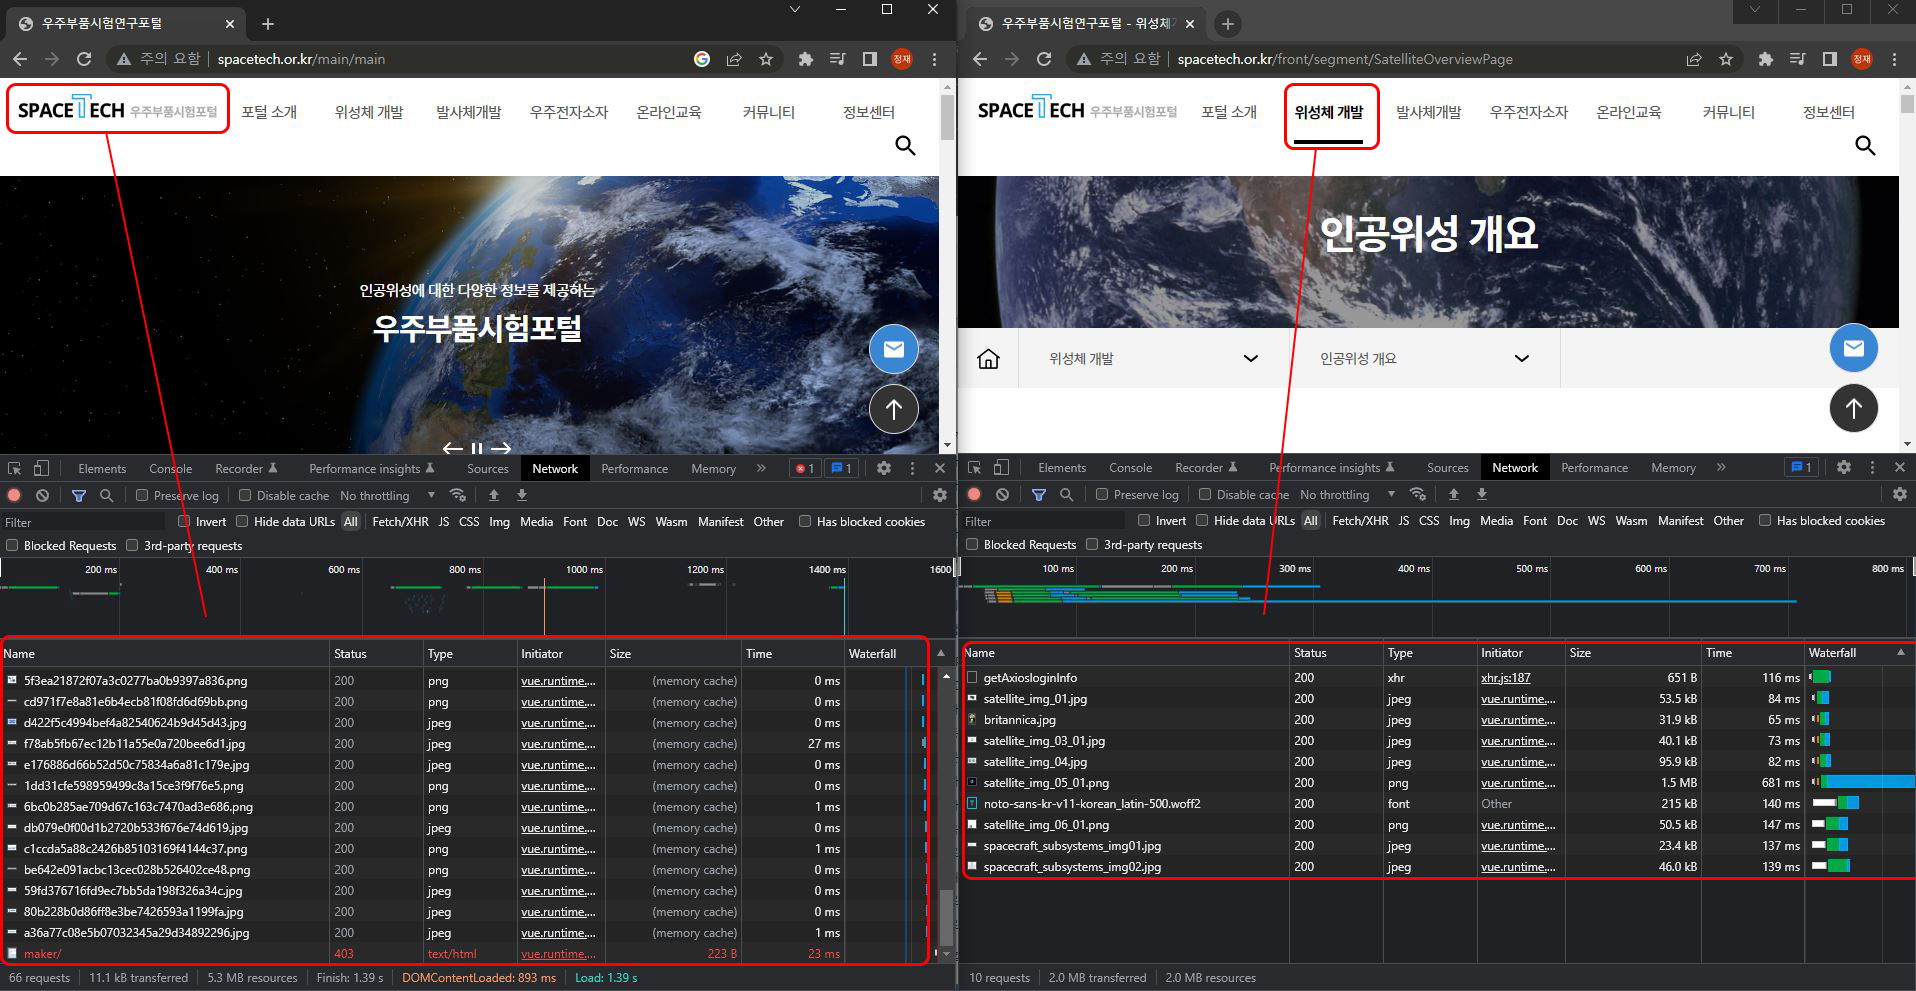 우주부품시험연구포털
주의 요함 spacetech.or.kr/main/main 정재
SPACETECH 우주부품시험포털 포털 소개 위성체 개발 발사체개발 우주전자소자 온라인교육 커뮤니티 정보센터
인공위성에 대한 다양한 정보를 제공하는
우주부품시험포털
Elements Console Recorder Performance insights Sources Network Performance Memory 1 1
Preserve log Disable cache No throttling
Filter Invert Hide data URLs All Fetch/XHR JS CSS Img Media Font Doc WS Wasm Manifest Other Has blocked cookies
Blocked Requests 3rd-party requests
200 ms 400 ms 600 ms 800 ms 1000 ms 1200 ms 1400 ms 1600
Name Status Type Initiator Size Time Waterfall
5f3ea21872f07a3c0277ba0b9397a836.png 200 png vue.runtime.... (memory cache) 0 ms
cd971f7e8a81e6b4ecb81f08fd6d69bb.png 200 png vue.runtime.... (memory cache) 0 ms
d422f5c4994bef4a82540624b9d45d43.jpg 200 jpeg vue.runtime.... (memory cache) 0 ms
f78ab5fb67ec12b11a55e0a720bee6d1.jpg 200 jpeg vue.runtime.... (memory cache) 27 ms
e176886d66b52d50c75834a6a81c179e.jpg 200 jpeg vue.runtime.... (memory cache) 0 ms
1dd31cfe598959499c8a15ce3f9f76e5.png 200 png vue.runtime.... (memory cache) 0 ms
6bc0b285ae709d67c163c7470ad3e686.png 200 png vue.runtime.... (memory cache) 1 ms
db079e0f00d1b2720b533f676e74d619.jpg 200 jpeg vue.runtime.... (memory cache) 0 ms
c1ccda5a88c2426b85103169f4144c37.png 200 png vue.runtime.... (memory cache) 1 ms
be642e091acbc13cec028b526402ce48.png 200 png vue.runtime.... (memory cache) 0 ms
59fd376716fd9ec7bb5da198f326a34c.jpg 200 jpeg vue.runtime.... (memory cache) 0 ms
80b228b0d86ff8e3be7426593a1199fa.jpg 200 jpeg vue.runtime.... (memory cache) 0 ms
a36a77c08e5b07032345a29d34892296.jpg 200 jpeg vue.runtime.... (memory cache) 1 ms
maker/ 403 text/html vue.runtime.... 223 B 23 ms
66 requests 11.1 kB transferred 5.3 MB resources Finish: 1.39 s DOMContentLoaded: 893 ms Load: 1.39 s
우주부품시험연구포털 - 위성체
주의 요함 spacetech.or.kr/front/segment/SatelliteOverviewPage 정재
SPACETECH 우주부품시험포털 포털 소개 위성체 개발 발사체개발 우주전자소자 온라인교육 커뮤니티 정보센터
인공위성 개요
위성체 개발 인공위성 개요
Elements Console Recorder Performance insights Sources Network Performance Memory 1
Preserve log Disable cache No throttling
Filter Invert Hide data URLs All Fetch/XHR JS CSS Img Media Font Doc WS Wasm Manifest Other Has blocked cookies
Blocked Requests 3rd-party requests
100 ms 200 ms 300 ms 400 ms 500 ms 600 ms 700 ms 800 ms
Name Status Type Initiator Size Time Waterfall
getAxiosloginInfo 200 xhr xhr.js:187 651 B 116 ms
satellite_img_01.jpg 200 jpeg vue.runtime.... 53.5 kB 84 ms
britannica.jpg 200 jpeg vue.runtime.... 31.9 kB 65 ms
satellite_img_03_01.jpg 200 jpeg vue.runtime.... 40.1 kB 73 ms
satellite_img_04.jpg 200 jpeg vue.runtime.... 95.9 kB 82 ms
satellite_img_05_01.png 200 png vue.runtime.... 1.5 MB 681 ms
noto-sans-kr-v11-korean_latin-500.woff2 200 font Other 215 kB 140 ms
satellite_img_06_01.png 200 png vue.runtime.... 50.5 kB 147 ms
spacecraft_subsystems_img01.jpg 200 jpeg vue.runtime.... 23.4 kB 137 ms
spacecraft_subsystems_img02.jpg 200 jpeg vue.runtime.... 46.0 kB 139 ms
10 requests 2.0 MB transferred 2.0 MB resources